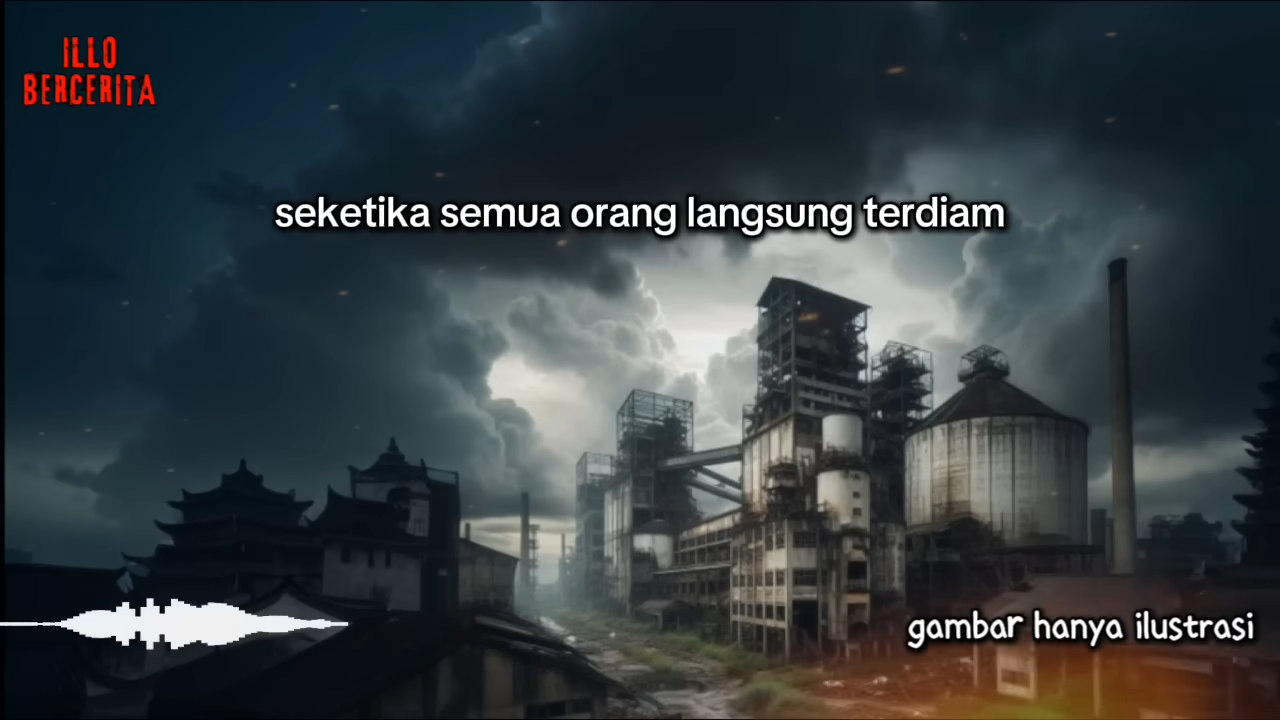 ILLO
BERCERITA
seketika semua orang langsung terdiam
gambar hanya ilustrasi